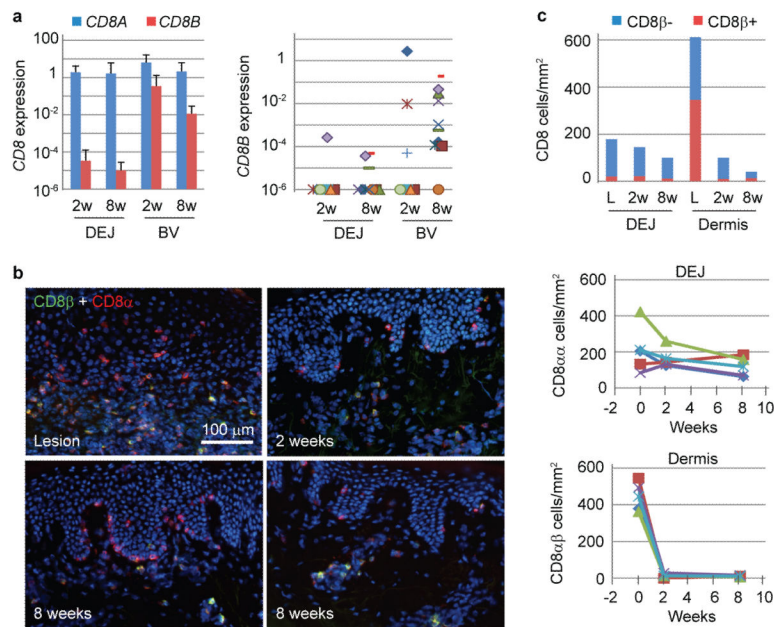 a
CD8A CD8B
CD8 expression
100
1
10-2
10-4
10-6
2w 8w 2w 8w
DEJ BV
CD8B expression
1
10-2
10-4
10-6
2w 8w 2w 8w
DEJ BV
c
CD8β- CD8β+
CD8 cells/mm2
600
400
200
0
L 2w 8w L 2w 8w
DEJ Dermis
b
CD8β + CD8α
Lesion
100 µm
2 weeks
8 weeks
8 weeks
DEJ
CD8αα cells/mm2
600
400
200
0
-2 0 2 4 6 8 10
Weeks
Dermis
CD8αβ cells/mm2
600
400
200
0
-2 0 2 4 6 8 10
Weeks